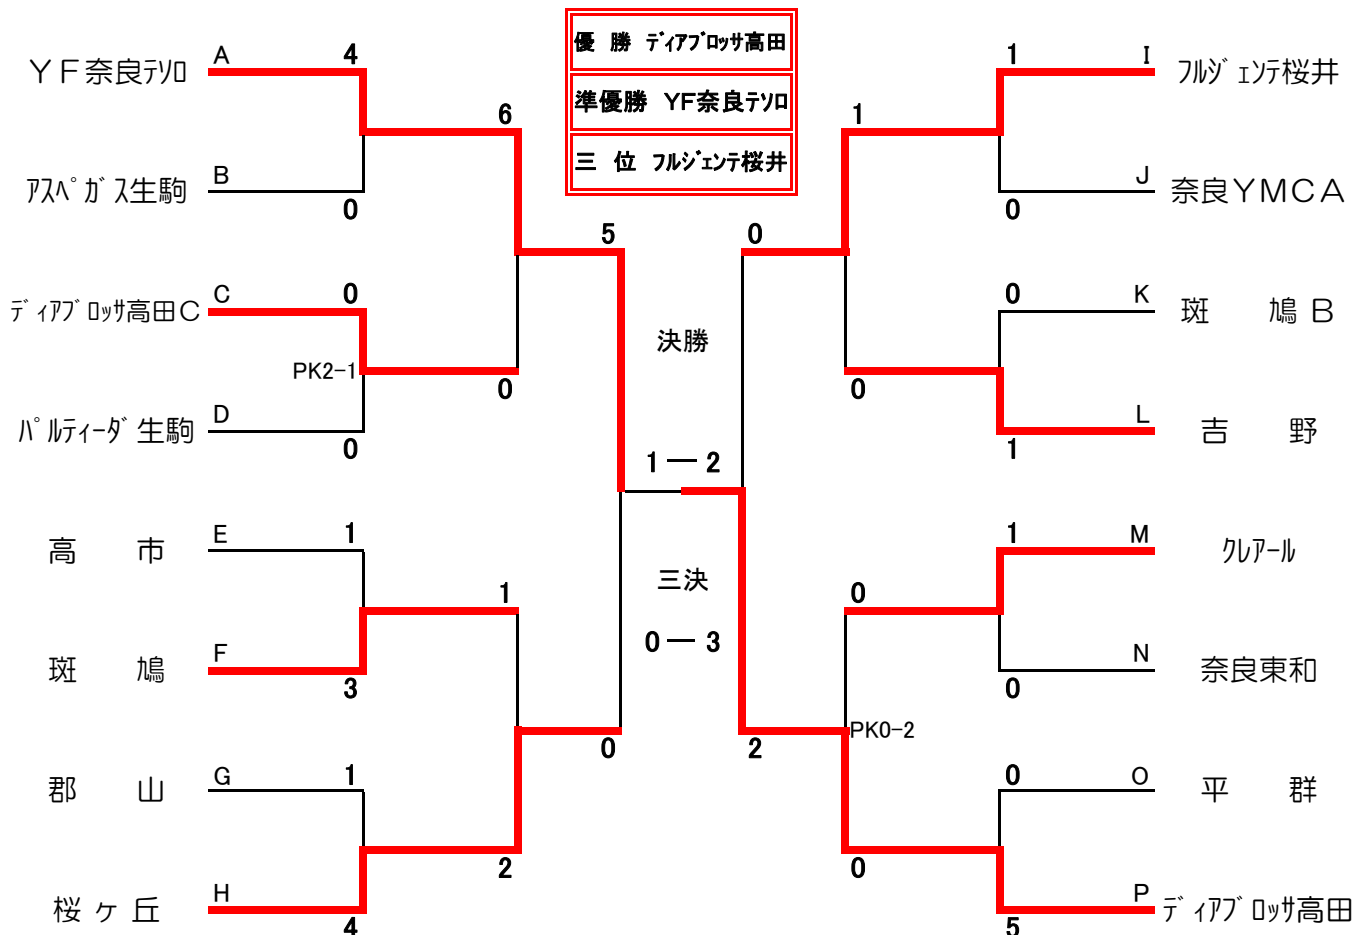 優　勝　ﾃﾞｨｱﾌﾞﾛｯｻ高田
準優勝　YF奈良ﾃｿﾛ
三　位　ﾌﾙｼﾞｪﾝﾃ桜井
A
ＹＦ奈良ﾃｿﾛ
4
6
B
ｱｽﾍﾟｶﾞｽ生駒
0
5
C
ﾃﾞｨｱﾌﾞﾛｯｻ高田Ｃ
0
PK2-1
0
D
ﾊﾟﾙﾃｨｰﾀﾞ生駒
0
E
高　市
1
1
F
斑　鳩
3
0
G
郡　山
1
2
H
桜ヶ丘
4
決勝
1 ― 2
三決
0 ― 3
1
I
ﾌﾙｼﾞｪﾝﾃ桜井
1
J
奈良ＹＭＣＡ
0
0
K
斑　鳩Ｂ
0
0
L
吉　野
1
M
ｸﾚｱｰﾙ
1
0
N
奈良東和
0
PK0-2
2
O
平　群
0
0
P
ﾃﾞｨｱﾌﾞﾛｯｻ高田
5